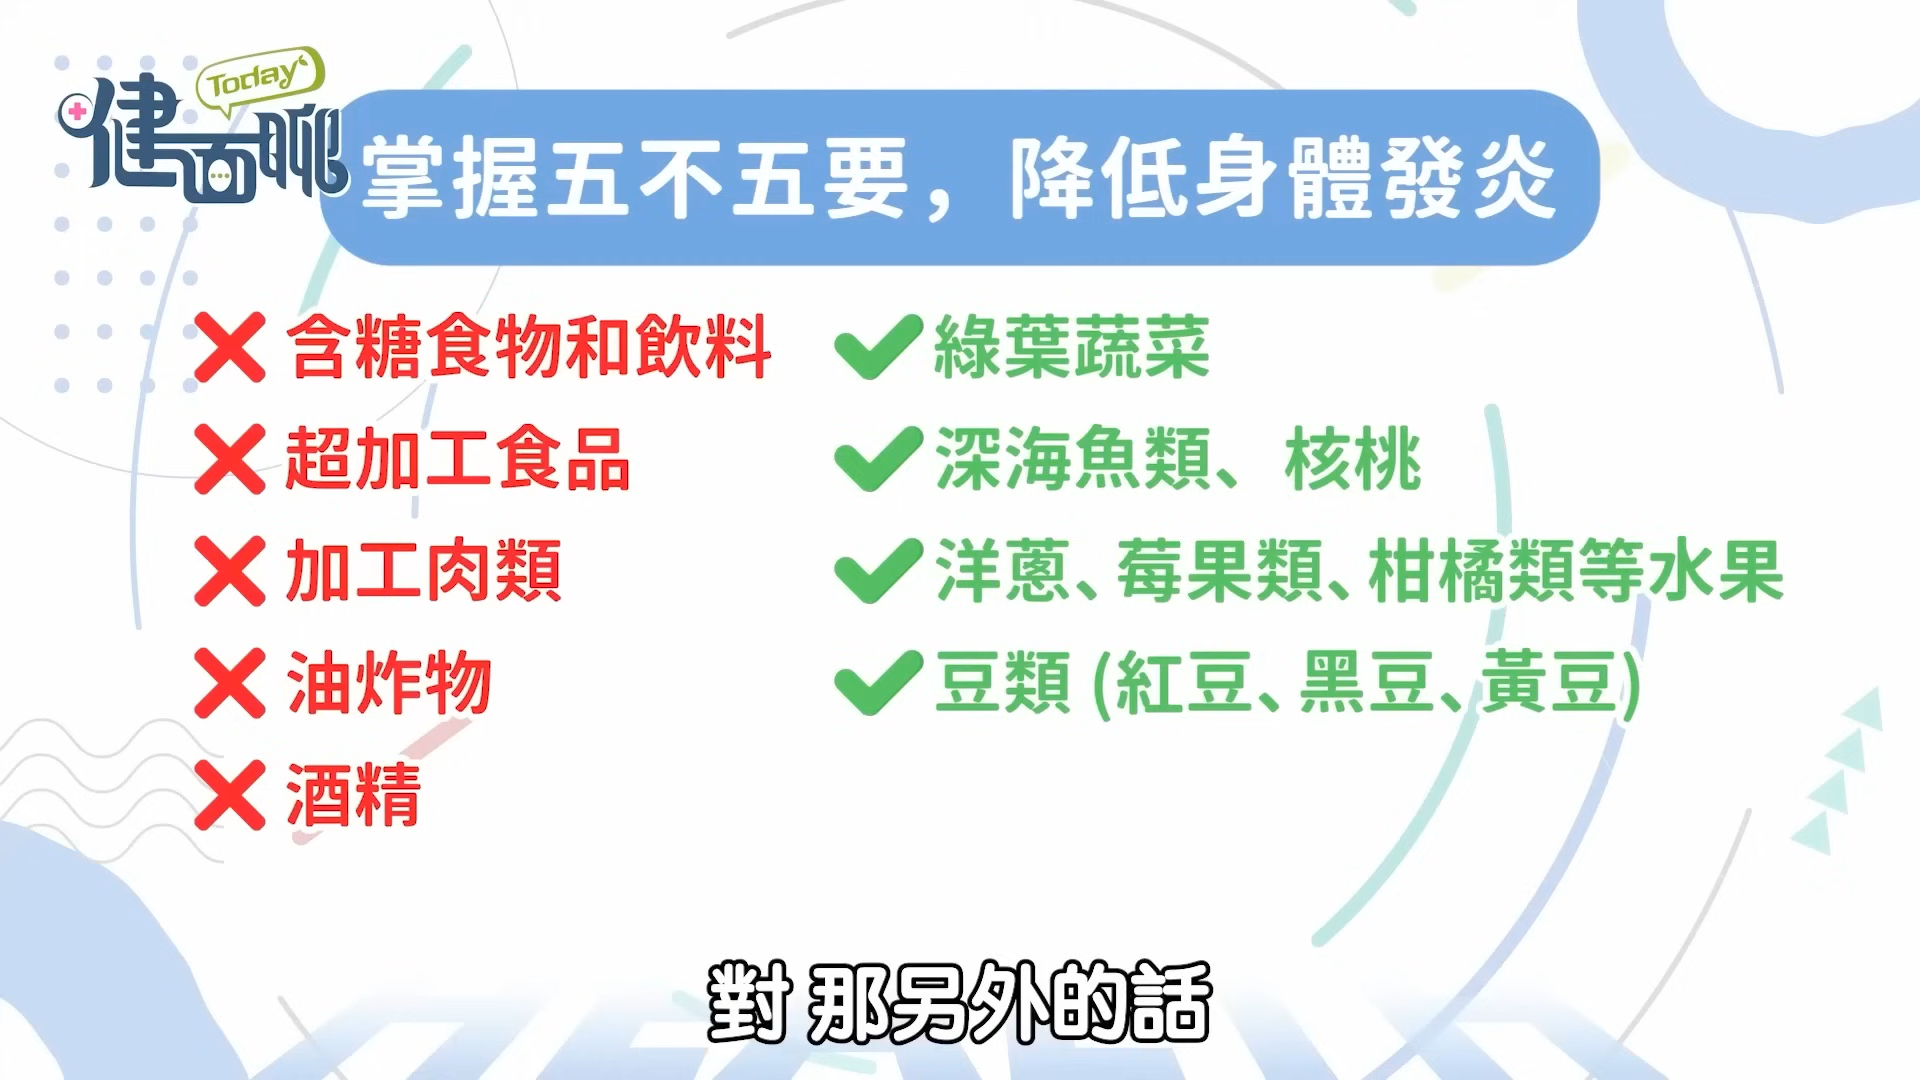 Today
健面聊
掌握五不五要，降低身體發炎
含糖食物和飲料
超加工食品
加工肉類
油炸物
酒精
綠葉蔬菜
深海魚類、核桃
洋蔥、莓果類、柑橘類等水果
豆類 (紅豆、黑豆、黃豆)
對 那另外的話